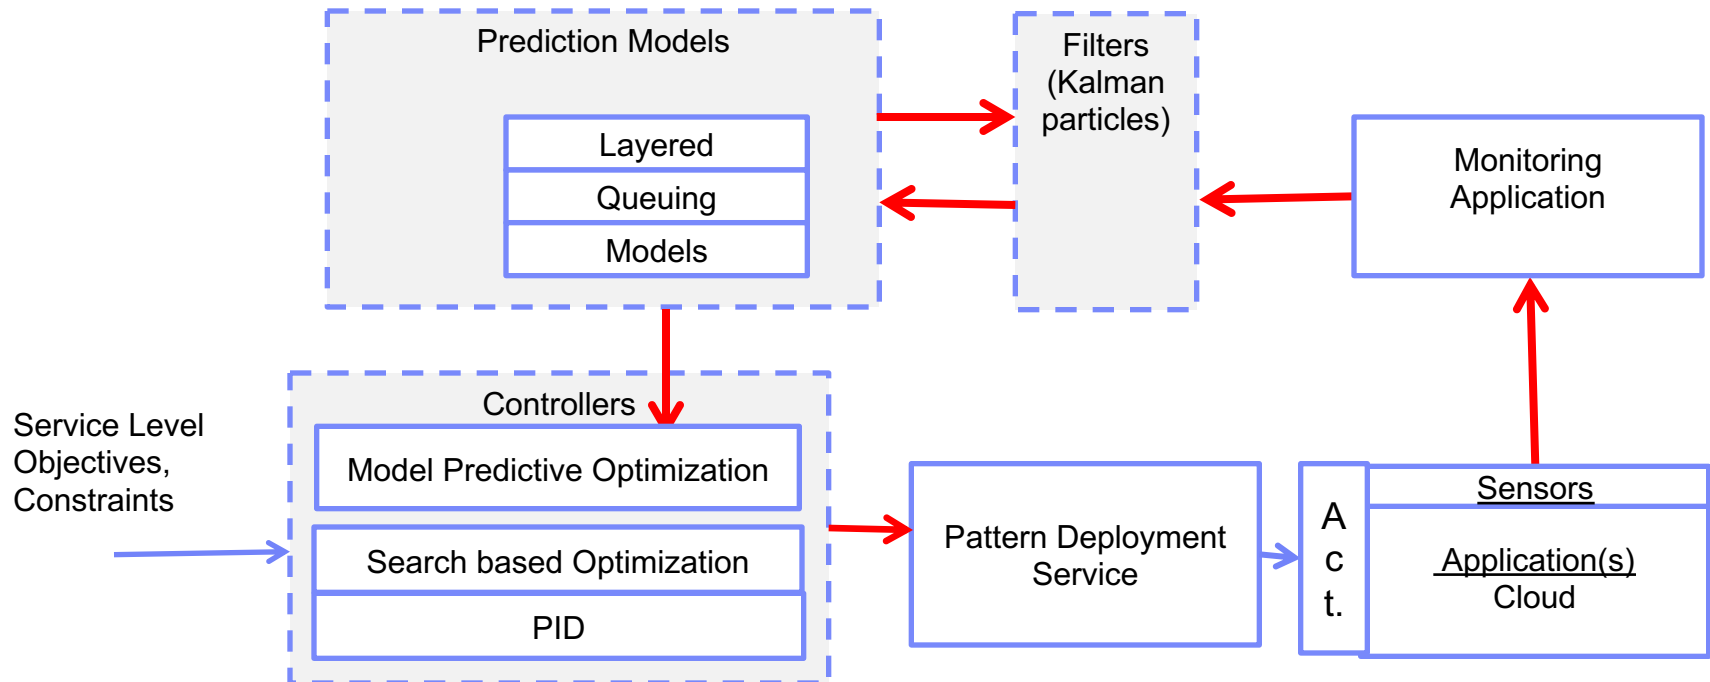 Prediction Models
Layered
Queuing
Models
Filters
(Kalman
particles)
Monitoring
Application
Service Level
Objectives,
Constraints
Controllers
Model Predictive Optimization
Search based Optimization
PID
Pattern Deployment
Service
A
c
t.
Sensors
Application(s)
Cloud